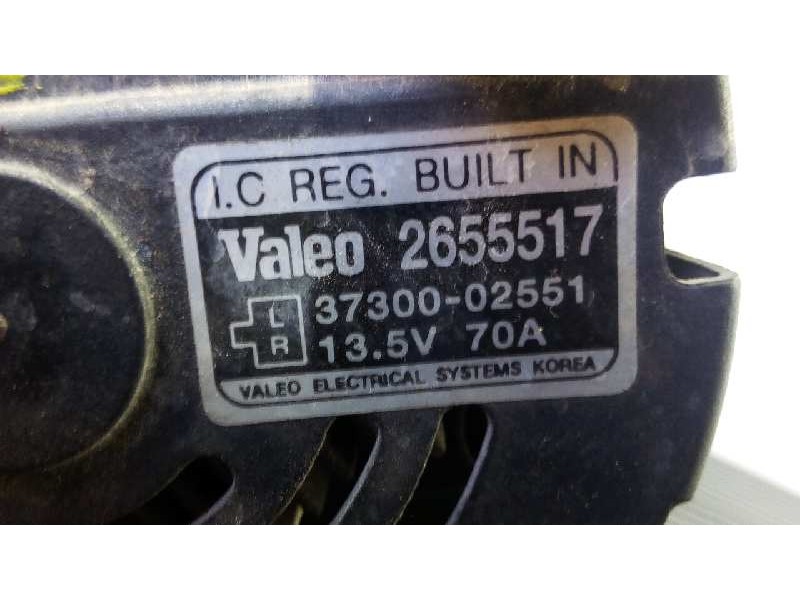 I.C REG. BUILT IN
Valeo 2655517
L 37300-02551
R 13.5V 70A
VALEO ELECTRICAL SYSTEMS KOREA